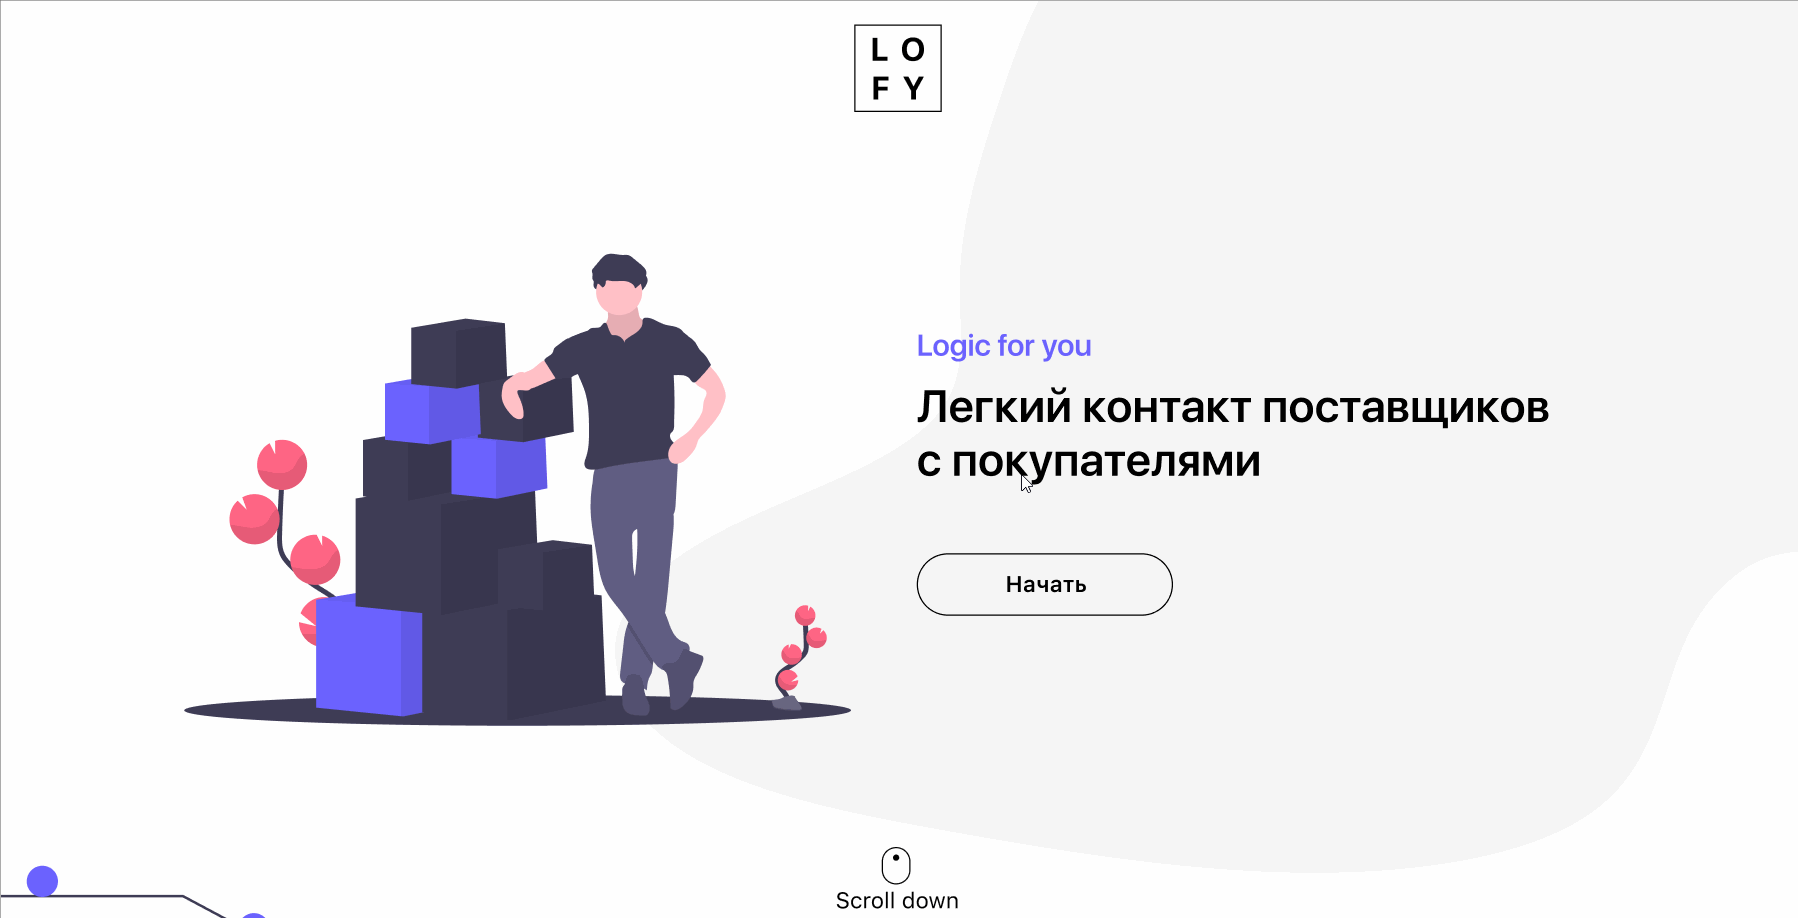 L O
F Y
Logic for you
Легкий контакт поставщиков
с покупателями
Начать
Scroll down